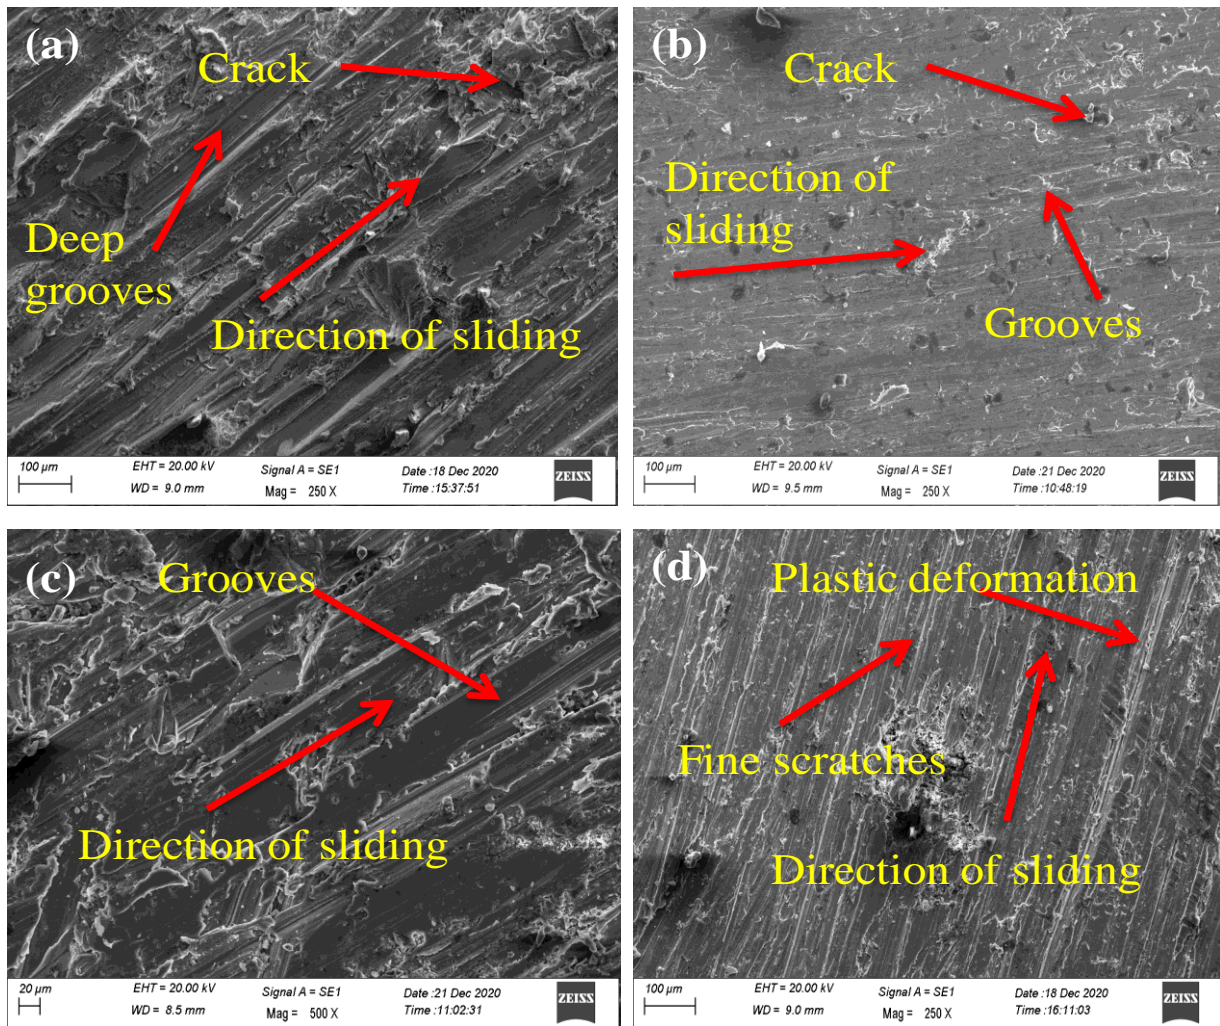 (a)
Crack
Deep
grooves
Direction of sliding
100 µm
EHT = 20.00 kV
WD = 9.0 mm
Signal A = SE1
Mag = 250 X
Date :18 Dec 2020
Time :15:37:51
ZEISS
(b)
Crack
Direction of
sliding
Grooves
100 µm
EHT = 20.00 kV
WD = 9.5 mm
Signal A = SE1
Mag = 250 X
Date :21 Dec 2020
Time :10:48:19
ZEISS
(c)
Grooves
Direction of sliding
20 µm
EHT = 20.00 kV
WD = 8.5 mm
Signal A = SE1
Mag = 500 X
Date :21 Dec 2020
Time :11:02:31
ZEISS
(d)
Plastic deformation
Fine scratches
Direction of sliding
100 µm
EHT = 20.00 kV
WD = 9.0 mm
Signal A = SE1
Mag = 250 X
Date :18 Dec 2020
Time :16:11:03
ZEISS